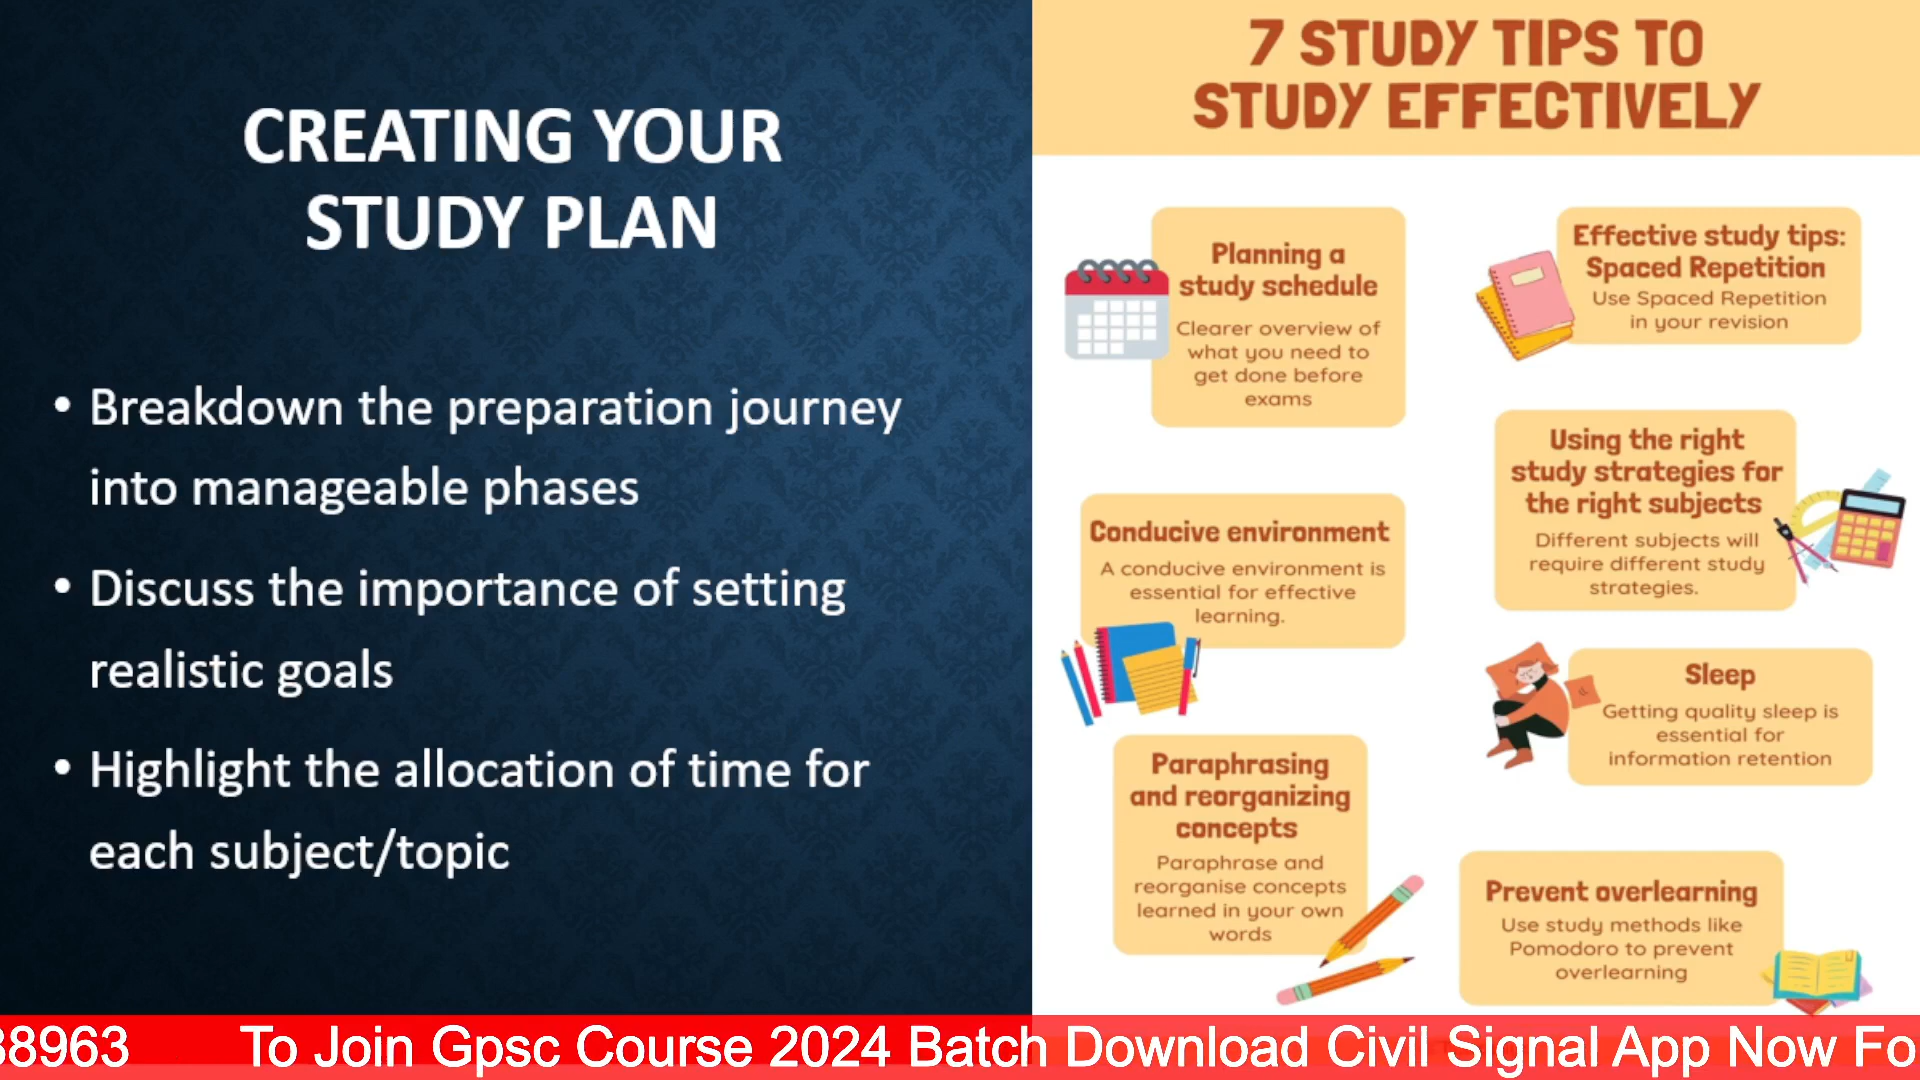 CREATING YOUR
STUDY PLAN
• Breakdown the preparation journey
into manageable phases
• Discuss the importance of setting
realistic goals
• Highlight the allocation of time for
each subject/topic
7 STUDY TIPS TO
STUDY EFFECTIVELY
Planning a
study schedule
Clearer overview of
what you need to
get done before
exams
Effective study tips:
Spaced Repetition
Use Spaced Repetition
in your revision
Using the right
study strategies for
the right subjects
Different subjects will
require different study
strategies.
Conducive environment
A conducive environment is
essential for effective
learning.
Sleep
Getting quality sleep is
essential for
information retention
Paraphrasing
and reorganizing
concepts
Paraphrase and
reorganise concepts
learned in your own
words
Prevent overlearning
Use study methods like
Pomodoro to prevent
overlearning
38963 To Join Gpsc Course 2024 Batch Download Civil Signal App Now Fo